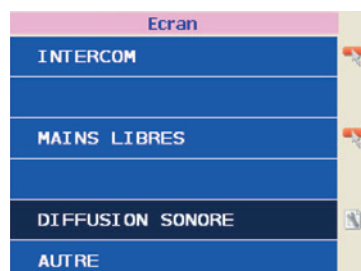 Ecran
INTERCOM
MAINS LIBRES
DIFFUSION SONORE
AUTRE